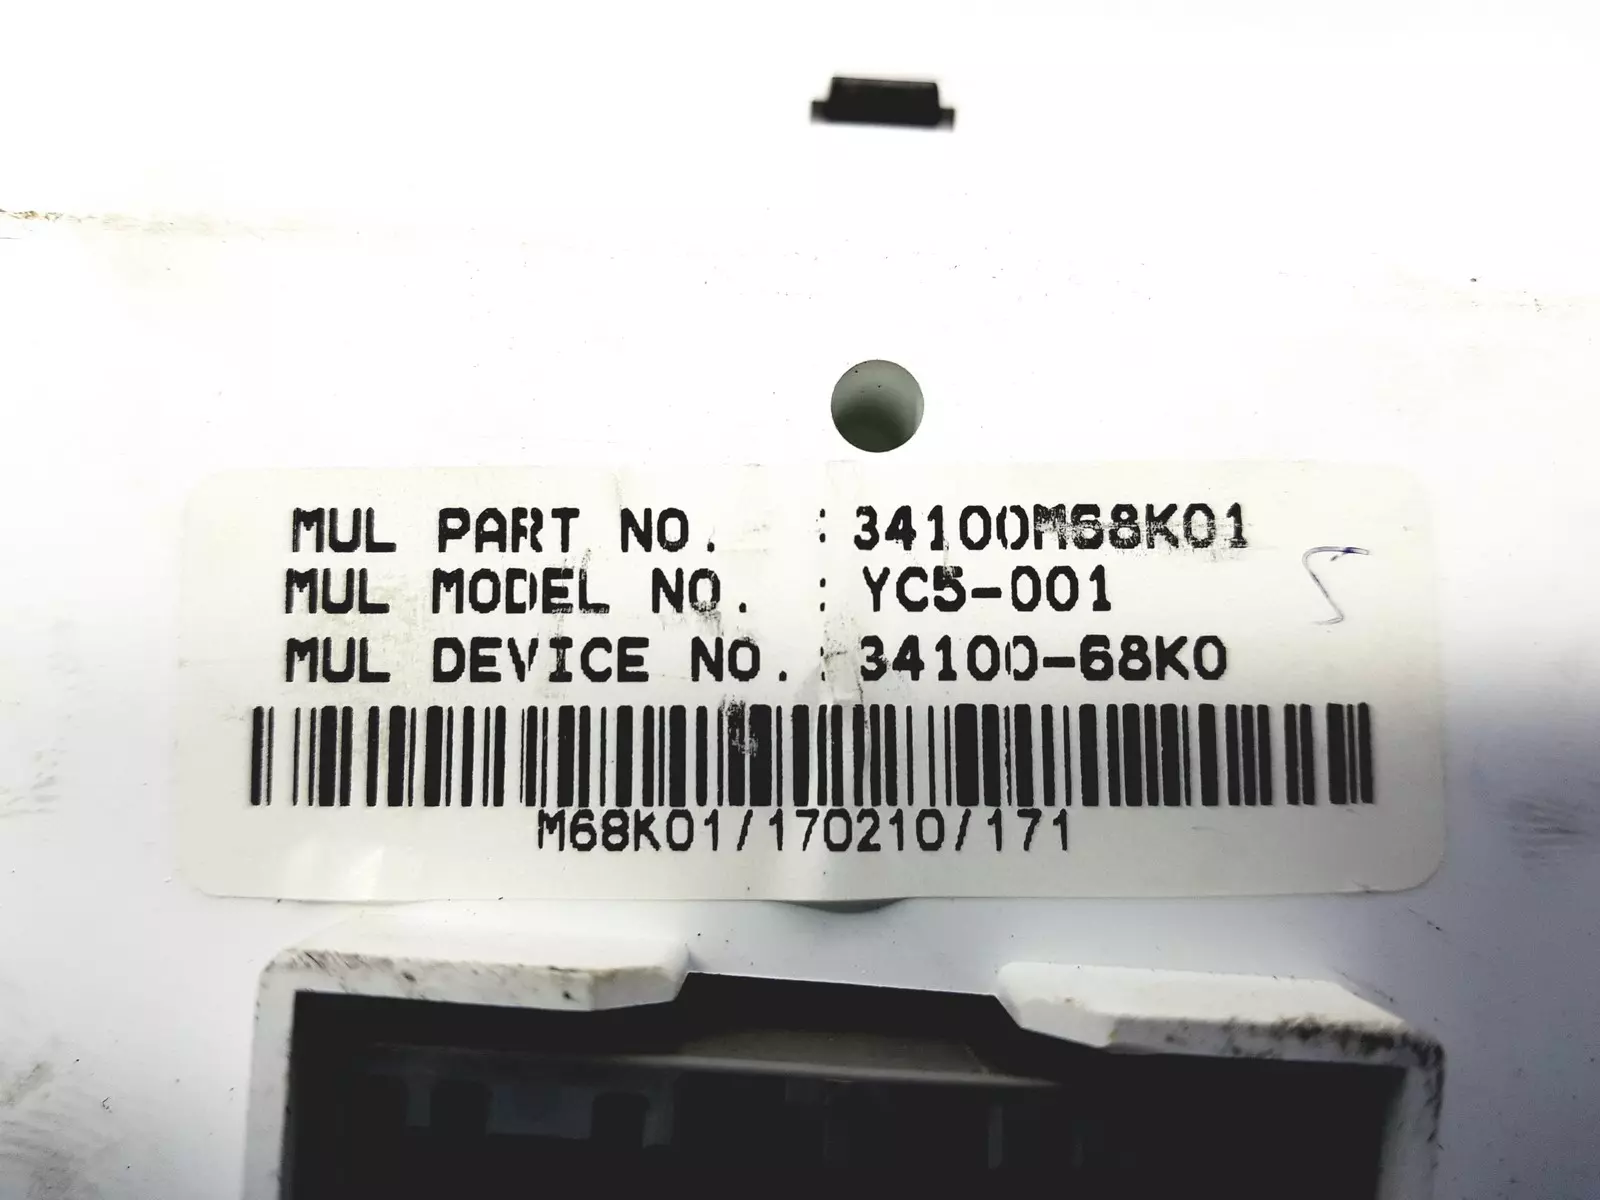 MUL PART NO. : 34100M68K01
MUL MODEL NO. : YC5-001
MUL DEVICE NO. : 34100-68K0
M68K01/170210/171